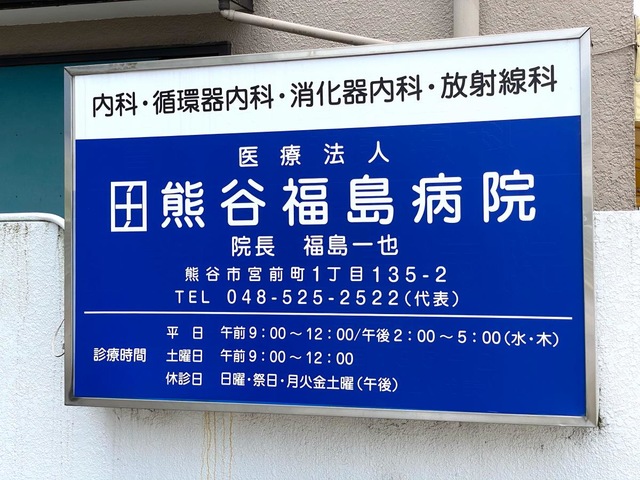 内科・循環器内科・消化器内科・放射線科
医療法人
熊谷福島病院
院長　福島一也
熊谷市宮前町1丁目135-2
TEL 048-525-2522(代表)
診療時間
平日 午前9:00～12:00/午後2:00～5:00(水・木)
土曜日 午前9:00～12:00
休診日 日曜・祭日・月火金土曜(午後)